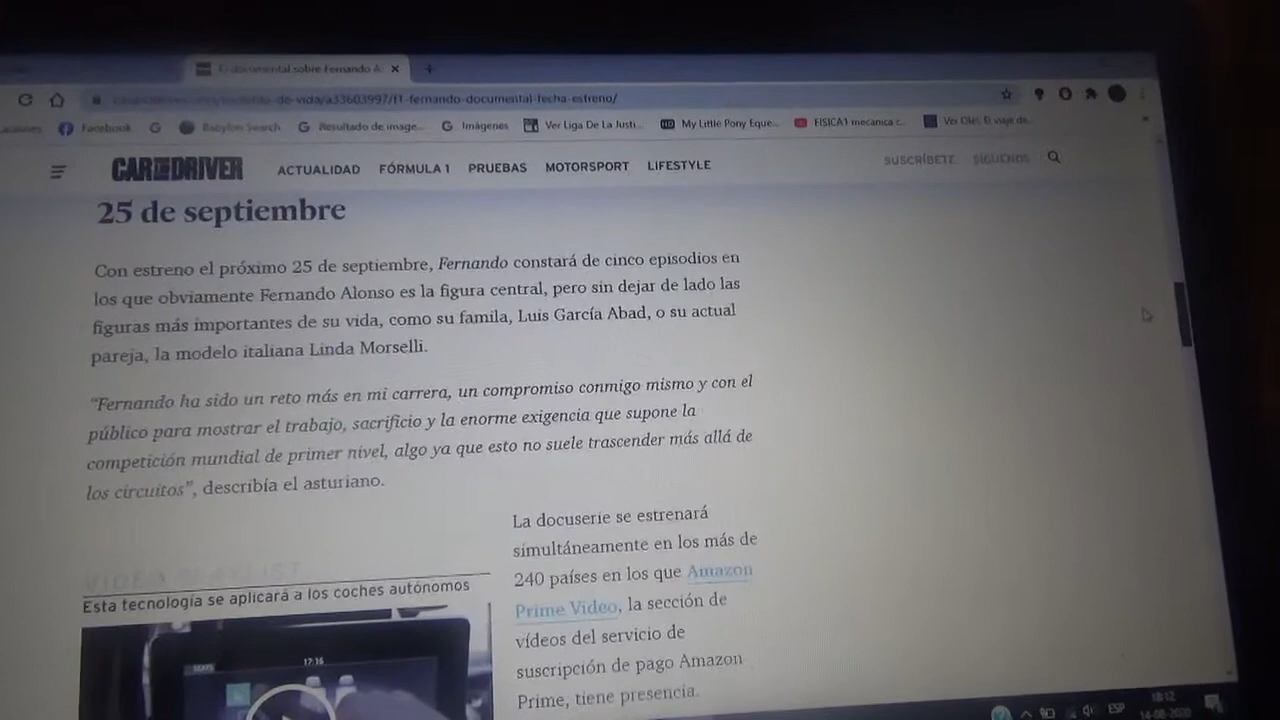 El documental sobre Fernando A
de-vida/a33603997/f1-fernando-documental-fecha-estreno/
Facebook
Babylon Search
Resultado de image...
Imágenes
Ver Liga De La Justi...
My Little Pony Eque...
FISICA1 mecanica c...
Ver Olé: El viaje de...
CAR AND DRIVER
ACTUALIDAD FÓRMULA 1 PRUEBAS MOTORSPORT LIFESTYLE
SUSCRÍBETE SÍGUENOS
25 de septiembre
Con estreno el próximo 25 de septiembre, Fernando constará de cinco episodios en
los que obviamente Fernando Alonso es la figura central, pero sin dejar de lado las
figuras más importantes de su vida, como su famila, Luis García Abad, o su actual
pareja, la modelo italiana Linda Morselli.
“Fernando ha sido un reto más en mi carrera, un compromiso conmigo mismo y con el
público para mostrar el trabajo, sacrificio y la enorme exigencia que supone la
competición mundial de primer nivel, algo ya que esto no suele trascender más allá de
los circuitos”, describía el asturiano.
VIDEO PLAYLIST
Esta tecnología se aplicará a los coches autónomos
17:16
La docuserie se estrenará
simultáneamente en los más de
240 países en los que Amazon
Prime Video, la sección de
vídeos del servicio de
suscripción de pago Amazon
Prime, tiene presencia.
ESP
18:12